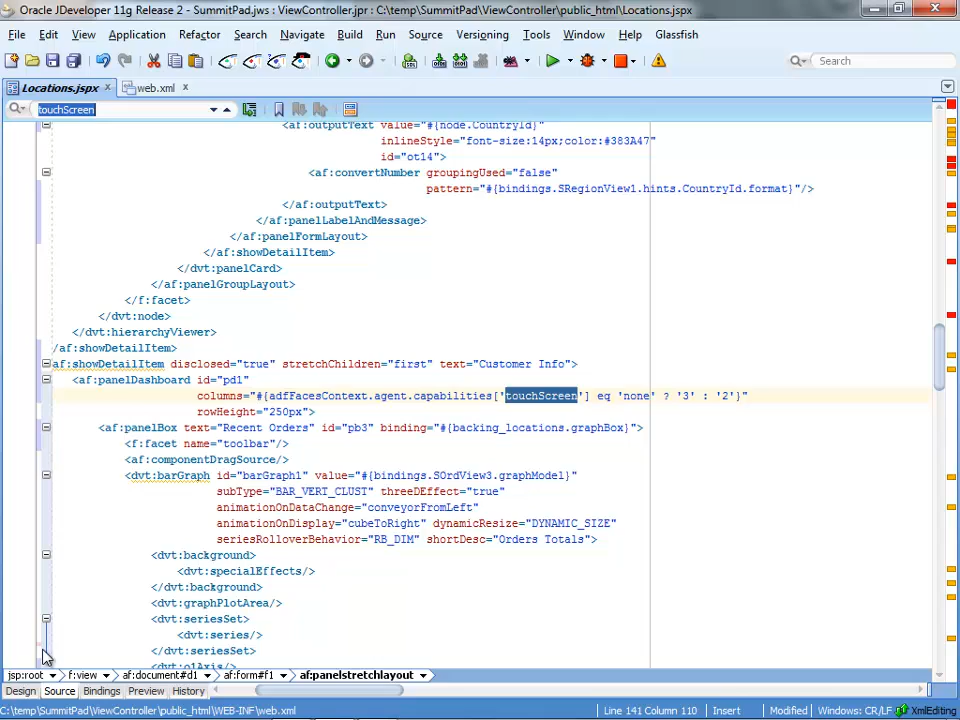 Oracle JDeveloper 11g Release 2 - SummitPad.jws : ViewController.jpr : C:\temp\SummitPad\ViewController\public_html\Locations.jspx
File Edit View Application Refactor Search Navigate Build Run Source Versioning Tools Window Help Glassfish
Search
Locations.jspx web.xml
touchScreen
<af:outputText value="#{node.CountryId}"
inlineStyle="font-size:14px;color:#383A47"
id="ot14">
<af:convertNumber groupingUsed="false"
pattern="#{bindings.SRegionView1.hints.CountryId.format}"/>
</af:outputText>
</af:panelLabelAndMessage>
</af:panelFormLayout>
</af:showDetailItem>
</dvt:panelCard>
</af:panelGroupLayout>
</f:facet>
</dvt:node>
</dvt:hierarchyViewer>
/af:showDetailItem>
af:showDetailItem disclosed="true" stretchChildren="first" text="Customer Info">
<af:panelDashboard id="pd1"
columns="#{adfFacesContext.agent.capabilities['touchScreen'] eq 'none' ? '3' : '2'}"
rowHeight="250px">
<af:panelBox text="Recent Orders" id="pb3" binding="#{backing_locations.graphBox}">
<f:facet name="toolbar"/>
<af:componentDragSource/>
<dvt:barGraph id="barGraph1" value="#{bindings.SOrdView3.graphModel}"
subType="BAR_VERT_CLUST" threeDEffect="true"
animationOnDataChange="conveyorFromLeft"
animationOnDisplay="cubeToRight" dynamicResize="DYNAMIC_SIZE"
seriesRolloverBehavior="RB_DIM" shortDesc="Orders Totals">
<dvt:background>
<dvt:specialEffects/>
</dvt:background>
<dvt:graphPlotArea/>
<dvt:seriesSet>
<dvt:series/>
</dvt:seriesSet>
<dvt:o1Axis/>
jsp:root f:view af:document#d1 af:form#f1 af:panelstretchlayout
Design Source Bindings Preview History
C:\temp\SummitPad\ViewController\public_html\WEB-INF\web.xml Line 141 Column 110 Insert Modified Windows: CR/LF XmlEditing